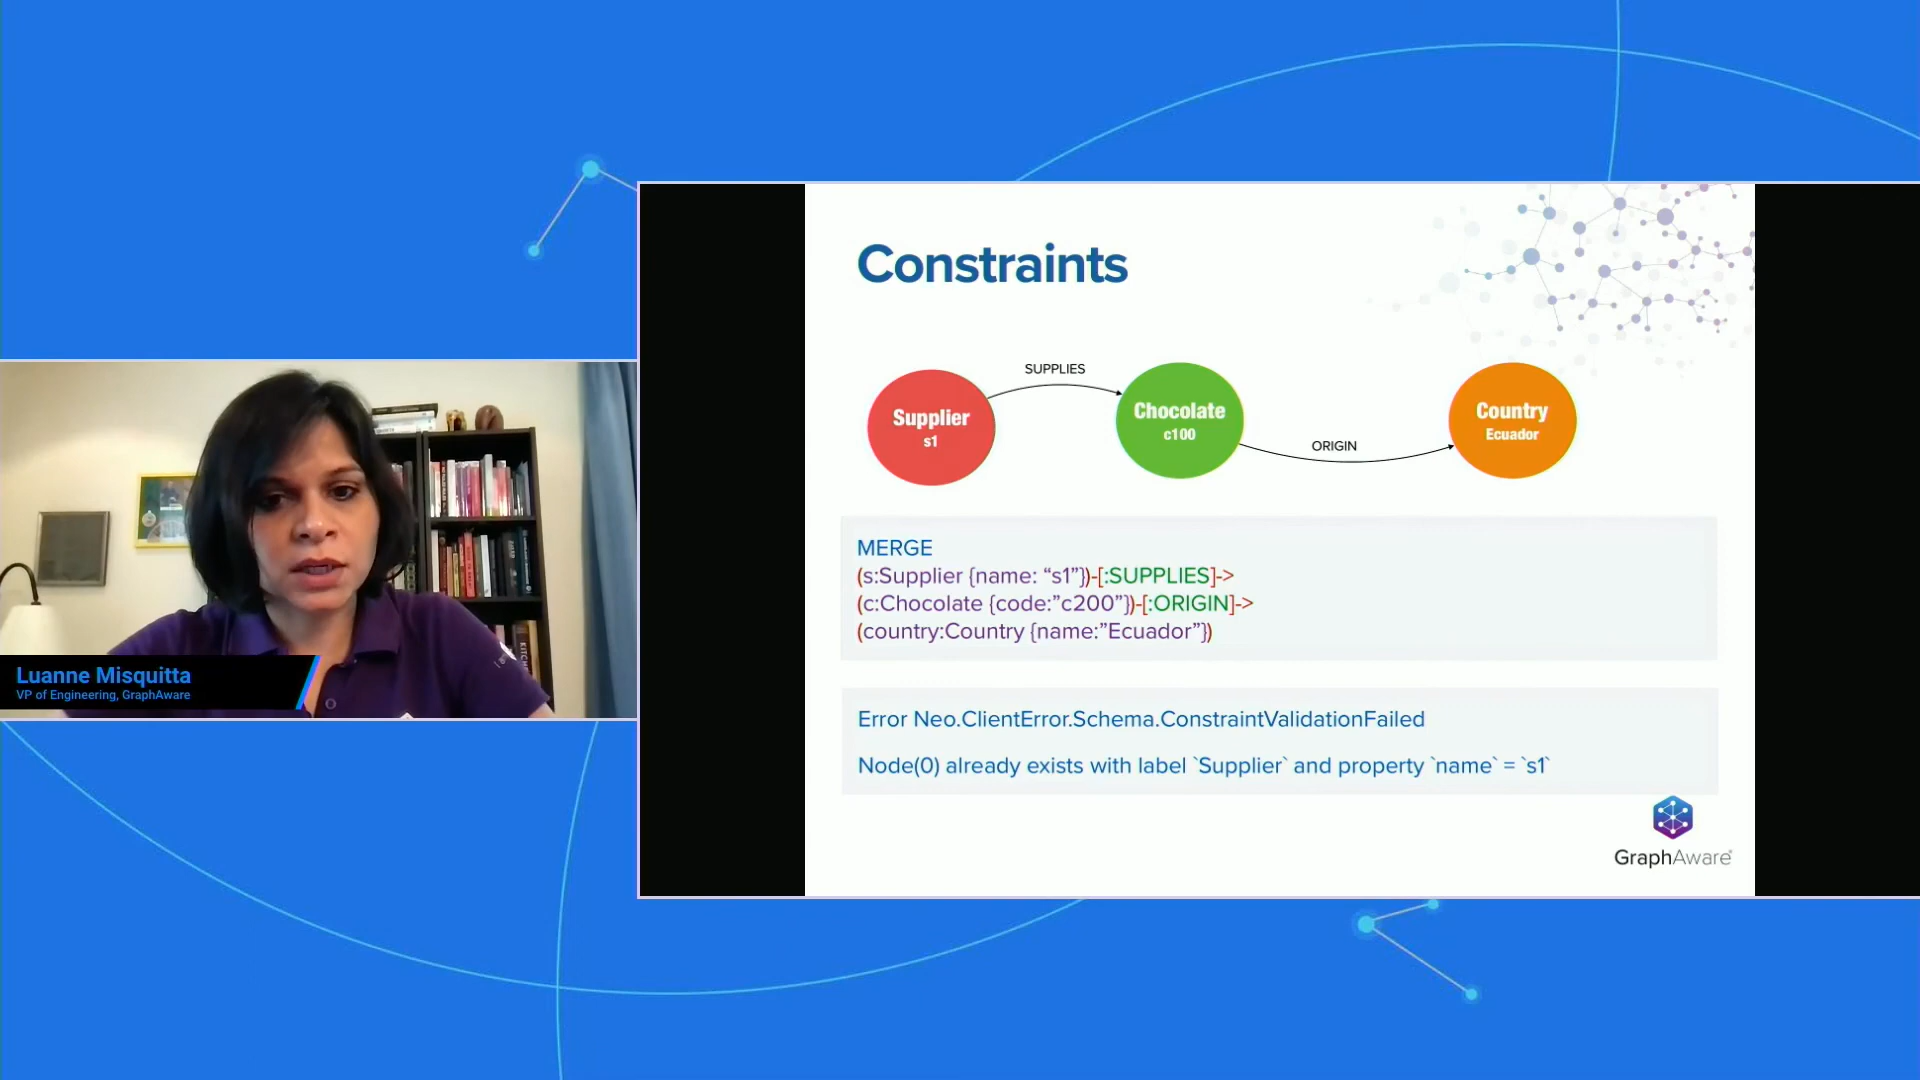 Constraints
SUPPLIES
Supplier
s1
Chocolate
c100
ORIGIN
Country
Ecuador
MERGE
(s:Supplier {name: “s1”})-[:SUPPLIES]->
(c:Chocolate {code:”c200”})-[:ORIGIN]->
(country:Country {name:”Ecuador”})
Error Neo.ClientError.Schema.ConstraintValidationFailed
Node(0) already exists with label `Supplier` and property `name` = `s1`
GraphAware
Luanne Misquitta
VP of Engineering, GraphAware